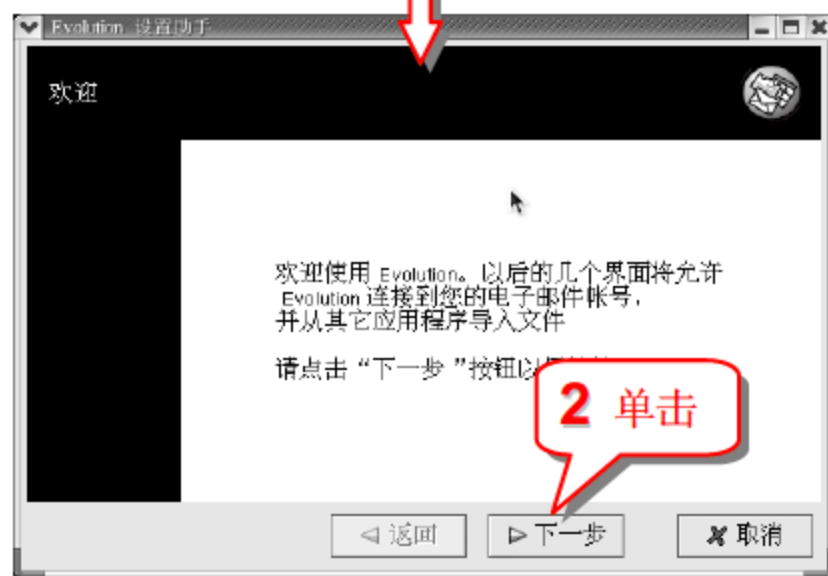 Evolution 设置助手
欢迎
欢迎使用 Evolution。以后的几个界面将允许
Evolution 连接到您的电子邮件帐号，
并从其它应用程序导入文件
请点击“下一步 ”按钮以
2 单击
返回
下一步
取消